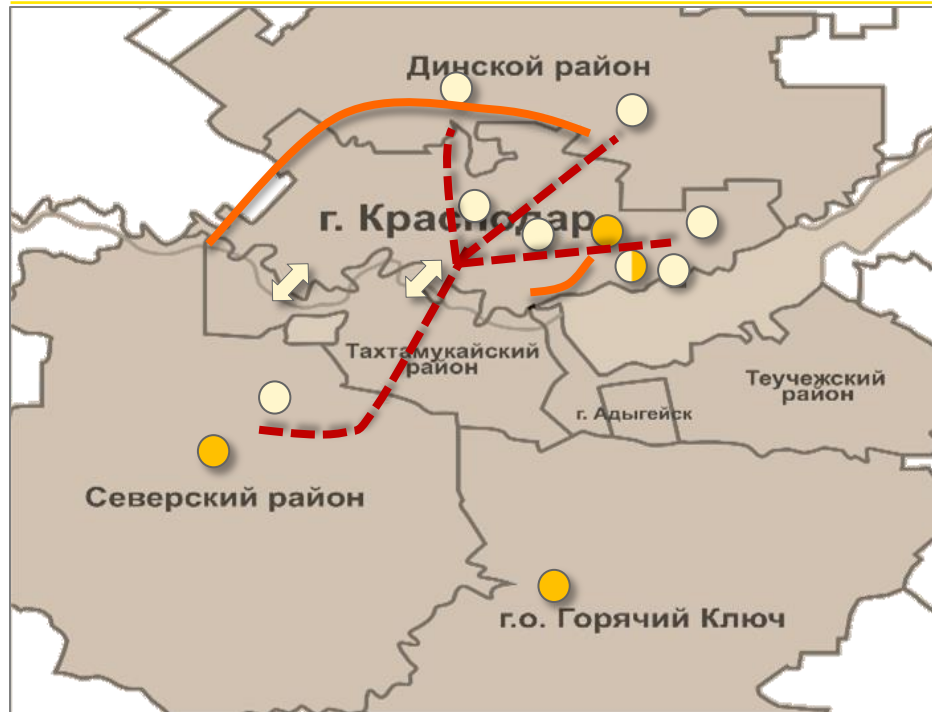 Динской район
г. Краснодар
Тахтамукайский
район
Теучежский
район
г. Адыгейск
Северский район
г.о. Горячий Ключ